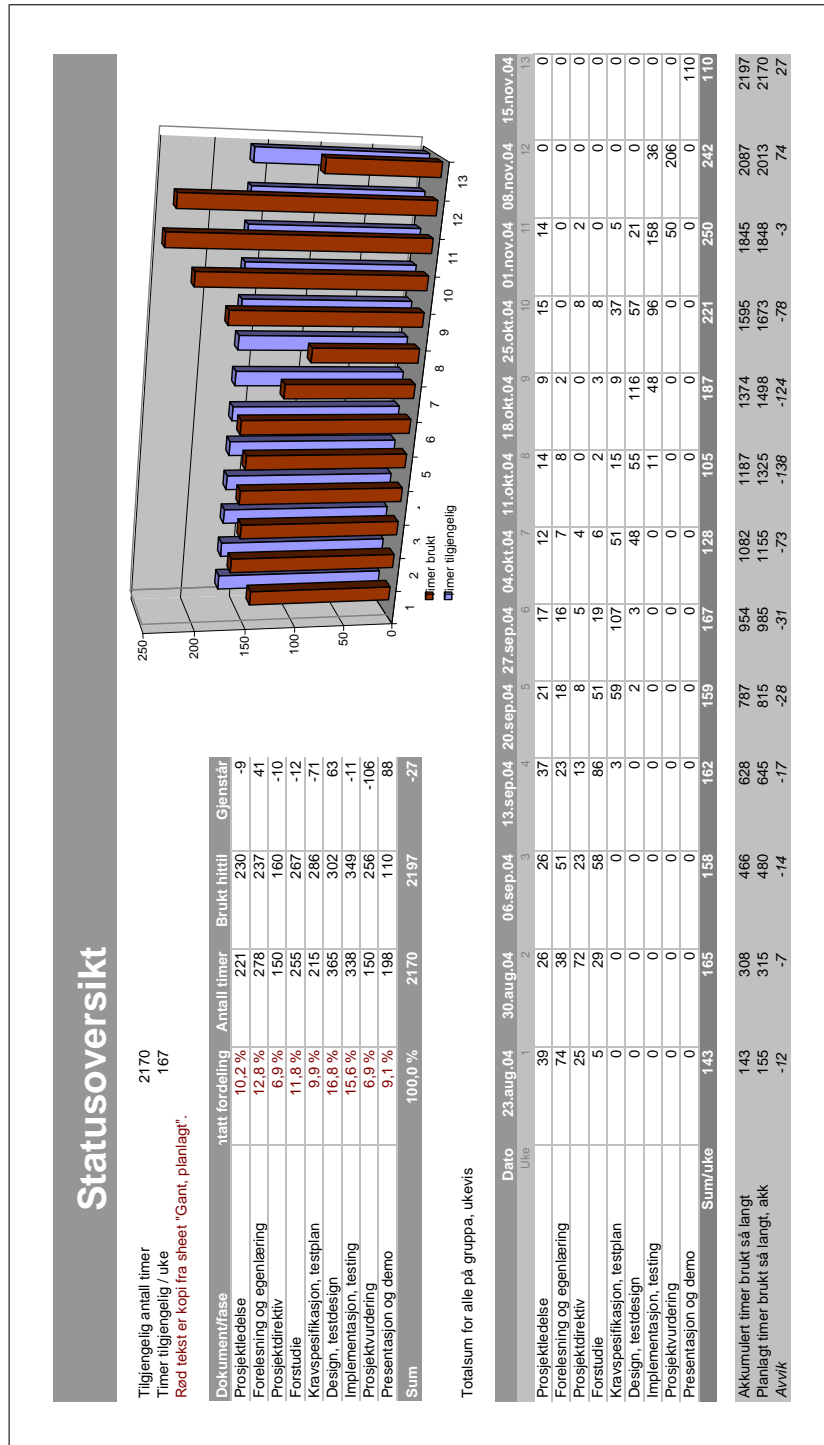 Statusoversikt
Tilgjengelig antall timer 2170
Timer tilgjengelig / uke 167
Rød tekst er kopi fra sheet "Gant, planlagt".
Dokument/fase ntatt fordeling Antall timer Brukt hittil Gjenstår
Prosjektledelse 10,2 % 221 230 -9
Forelesning og egenlæring 12,8 % 278 237 41
Prosjektdirektiv 6,9 % 150 160 -10
Forstudie 11,8 % 255 267 -12
Kravspesifikasjon, testplan 9,9 % 215 286 -71
Design, testdesign 16,8 % 365 302 63
Implementasjon, testing 15,6 % 338 349 -11
Prosjektvurdering 6,9 % 150 256 -106
Presentasjon og demo 9,1 % 198 110 88
Sum 100,0 % 2170 2197 -27
250
200
150
100
50
0
1 2 3 4 5 6 7 8 9 10 11 12 13
Timer brukt
Timer tilgjengelig
Totalsum for alle på gruppa, ukevis
Dato 23.aug.04 30.aug.04 06.sep.04 13.sep.04 20.sep.04 27.sep.04 04.okt.04 11.okt.04 18.okt.04 25.okt.04 01.nov.04 08.nov.04 15.nov.04
Uke 1 2 3 4 5 6 7 8 9 10 11 12 13
Prosjektledelse 39 26 26 37 21 17 12 14 9 15 14 0 0
Forelesning og egenlæring 74 38 51 23 18 16 7 8 2 0 0 0 0
Prosjektdirektiv 25 72 23 13 8 5 4 0 0 8 2 0 0
Forstudie 5 29 58 86 51 19 6 2 3 8 0 0 0
Kravspesifikasjon, testplan 0 0 0 3 59 107 51 15 9 37 5 0 0
Design, testdesign 0 0 0 0 2 3 48 55 116 57 21 0 0
Implementasjon, testing 0 0 0 0 0 0 0 11 48 96 158 36 0
Prosjektvurdering 0 0 0 0 0 0 0 0 0 0 50 206 0
Presentasjon og demo 0 0 0 0 0 0 0 0 0 0 0 0 110
Sum/uke 143 165 158 162 159 167 128 105 187 221 250 242 110
Akkumulert timer brukt så langt 143 308 466 628 787 954 1082 1187 1374 1595 1845 2087 2197
Planlagt timer brukt så langt, akk 155 315 480 645 815 985 1155 1325 1498 1673 1848 2013 2170
Avvik -12 -7 -14 -17 -28 -31 -73 -138 -124 -78 -3 74 27